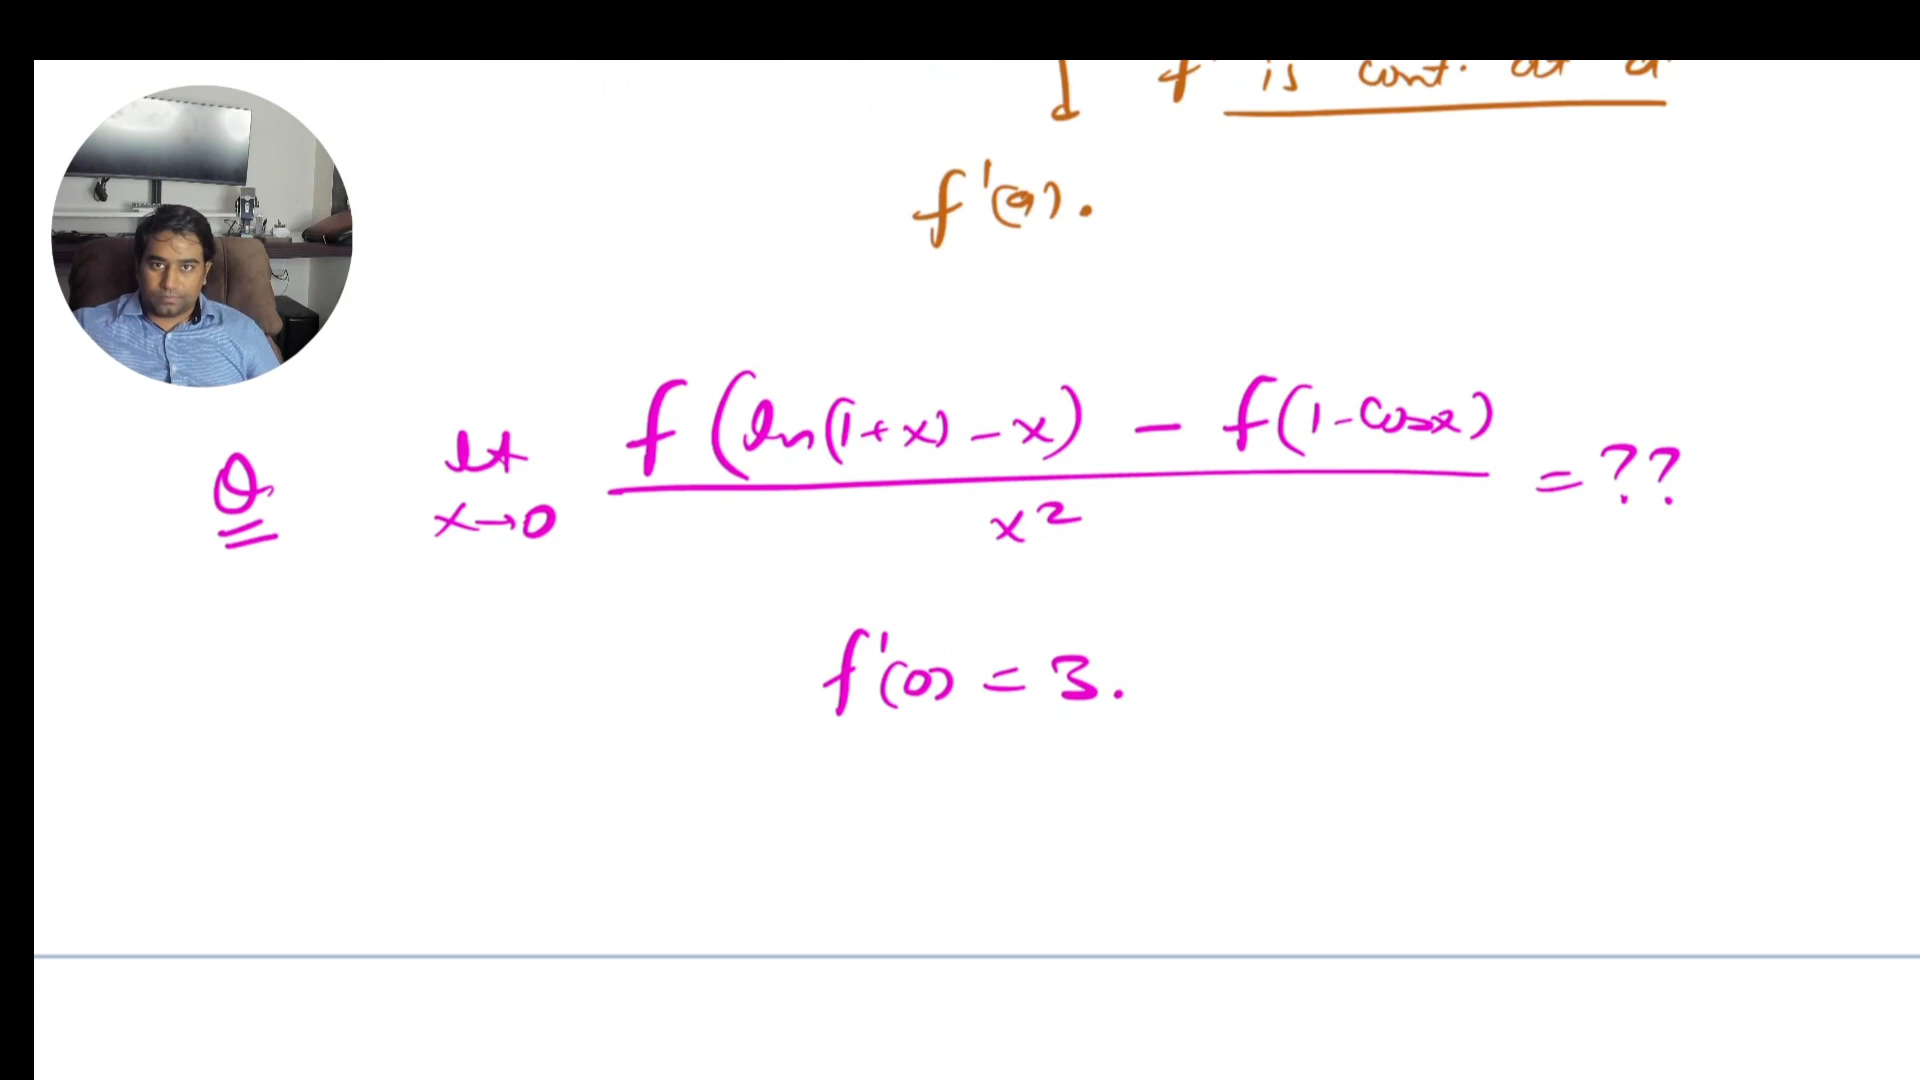 f' is cont. at a
f'(a).
Q lt x→0 f(ln(1+x) - x) - f(1-cosx) / x² = ??
f'(0) = 3.